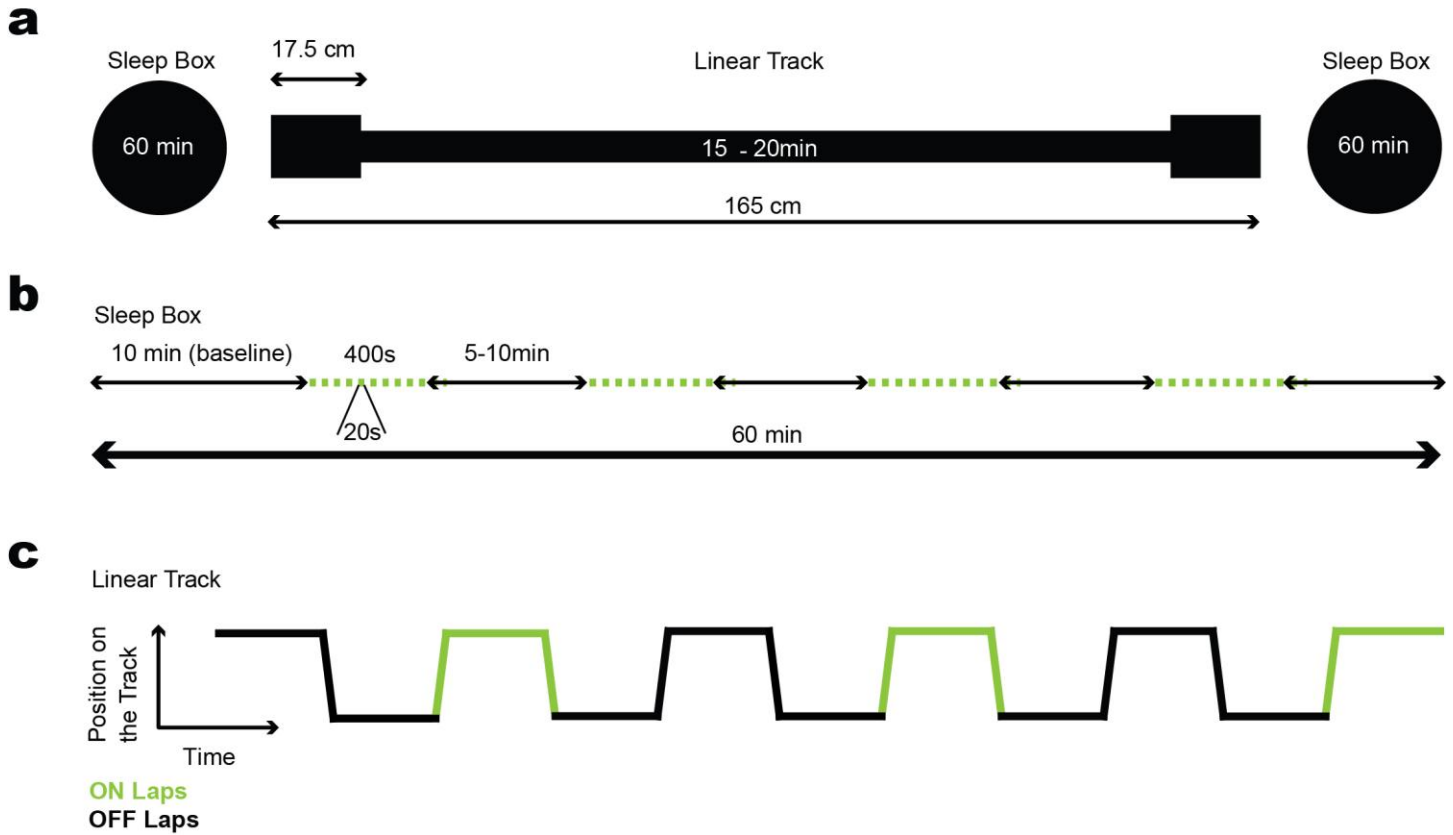 a
17.5 cm
Sleep Box
Linear Track
Sleep Box
60 min
15 - 20min
60 min
165 cm
b
Sleep Box
10 min (baseline)
400s
5-10min
20s
60 min
c
Linear Track
Position on
the Track
Time
ON Laps
OFF Laps